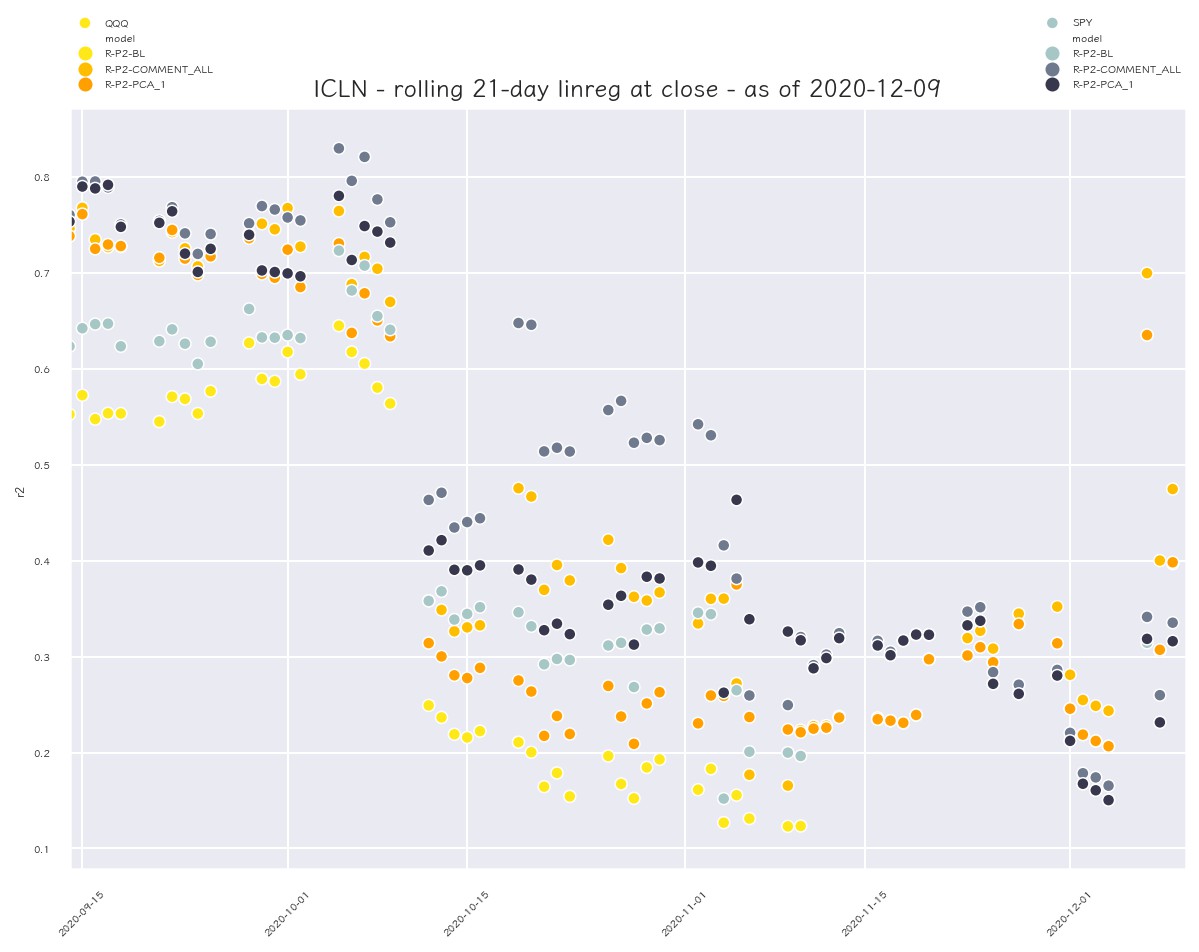 QQQ
model
R-P2-BL
R-P2-COMMENT_ALL
R-P2-PCA_1
SPY
model
R-P2-BL
R-P2-COMMENT_ALL
R-P2-PCA_1
ICLN - rolling 21-day linreg at close - as of 2020-12-09
0.8
0.7
0.6
0.5
0.4
0.3
0.2
0.1
r2
2020-09-15
2020-10-01
2020-10-15
2020-11-01
2020-11-15
2020-12-01